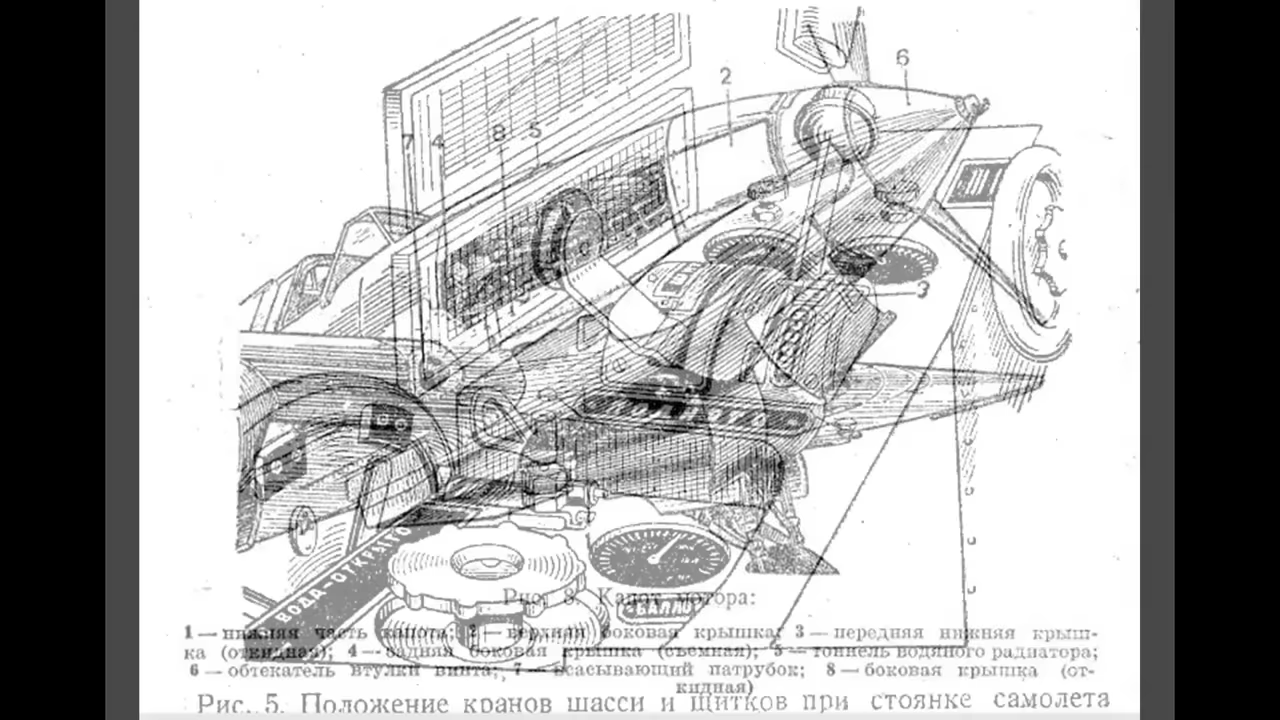 6
2
7 4 8 5
3
ВОДА-ОТКРЫТО
БАЛЛО
Рис. 8. Капот мотора:
1 — нижняя часть капота; 2 — верхняя боковая крышка; 3 — передняя нижняя крыш-
ка (откидная); 4 — задняя боковая крышка (съемная); 5 — тоннель водяного радиатора;
6 — обтекатель втулки винта; 7 — всасывающий патрубок; 8 — боковая крышка (от-
кидная)
Рис. 5. Положение кранов шасси и щитков при стоянке самолета